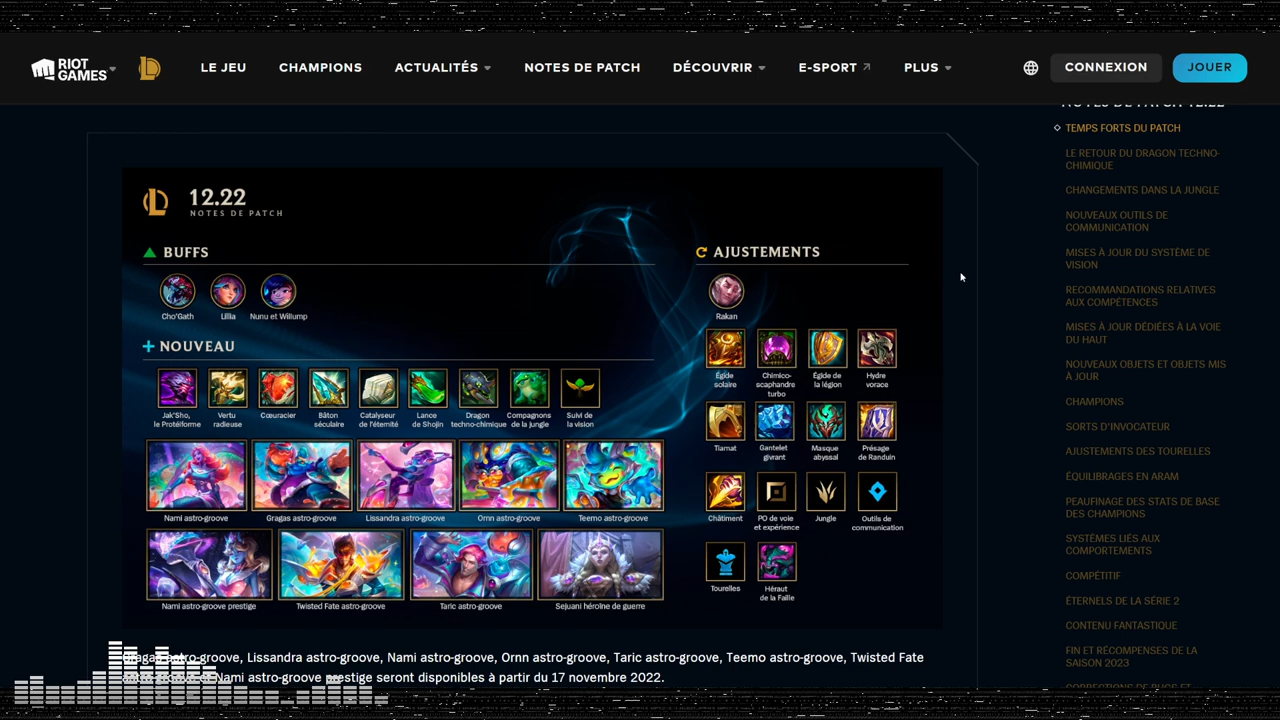 RIOT GAMES
LE JEU
CHAMPIONS
ACTUALITÉS
NOTES DE PATCH
DÉCOUVRIR
E-SPORT
PLUS
CONNEXION
JOUER
12.22
NOTES DE PATCH
BUFFS
Cho'Gath
Lillia
Nunu et Willump
NOUVEAU
Jak'Sho, le Protéiforme
Vertu radieuse
Cœuracier
Bâton séculaire
Catalyseur de l'éternité
Lance de Shojin
Dragon techno-chimique
Compagnons de la jungle
Suivi de la vision
Nami astro-groove
Gragas astro-groove
Lissandra astro-groove
Ornn astro-groove
Teemo astro-groove
Nami astro-groove prestige
Twisted Fate astro-groove
Taric astro-groove
Sejuani héroïne de guerre
AJUSTEMENTS
Rakan
Égide solaire
Chimico-scaphandre turbo
Égide de la légion
Hydre vorace
Tiamat
Gantelet givrant
Masque abyssal
Présage de Randuin
Châtiment
PO de voie et expérience
Jungle
Outils de communication
Tourelles
Héraut de la Faille
Gragas astro-groove, Lissandra astro-groove, Nami astro-groove, Ornn astro-groove, Taric astro-groove, Teemo astro-groove, Twisted Fate
Nami astro-groove prestige seront disponibles à partir du 17 novembre 2022.
NOTES DE PATCH 12.22
TEMPS FORTS DU PATCH
LE RETOUR DU DRAGON TECHNO-
CHIMIQUE
CHANGEMENTS DANS LA JUNGLE
NOUVEAUX OUTILS DE
COMMUNICATION
MISES À JOUR DU SYSTÈME DE
VISION
RECOMMANDATIONS RELATIVES
AUX COMPÉTENCES
MISES À JOUR DÉDIÉES À LA VOIE
DU HAUT
NOUVEAUX OBJETS ET OBJETS MIS
À JOUR
CHAMPIONS
SORTS D'INVOCATEUR
AJUSTEMENTS DES TOURELLES
ÉQUILIBRAGES EN ARAM
PEAUFINAGE DES STATS DE BASE
DES CHAMPIONS
SYSTÈMES LIÉS AUX
COMPORTEMENTS
COMPÉTITIF
ÉTERNELS DE LA SÉRIE 2
CONTENU FANTASTIQUE
FIN ET RÉCOMPENSES DE LA
SAISON 2023
CORRECTIONS DE BUGS ET